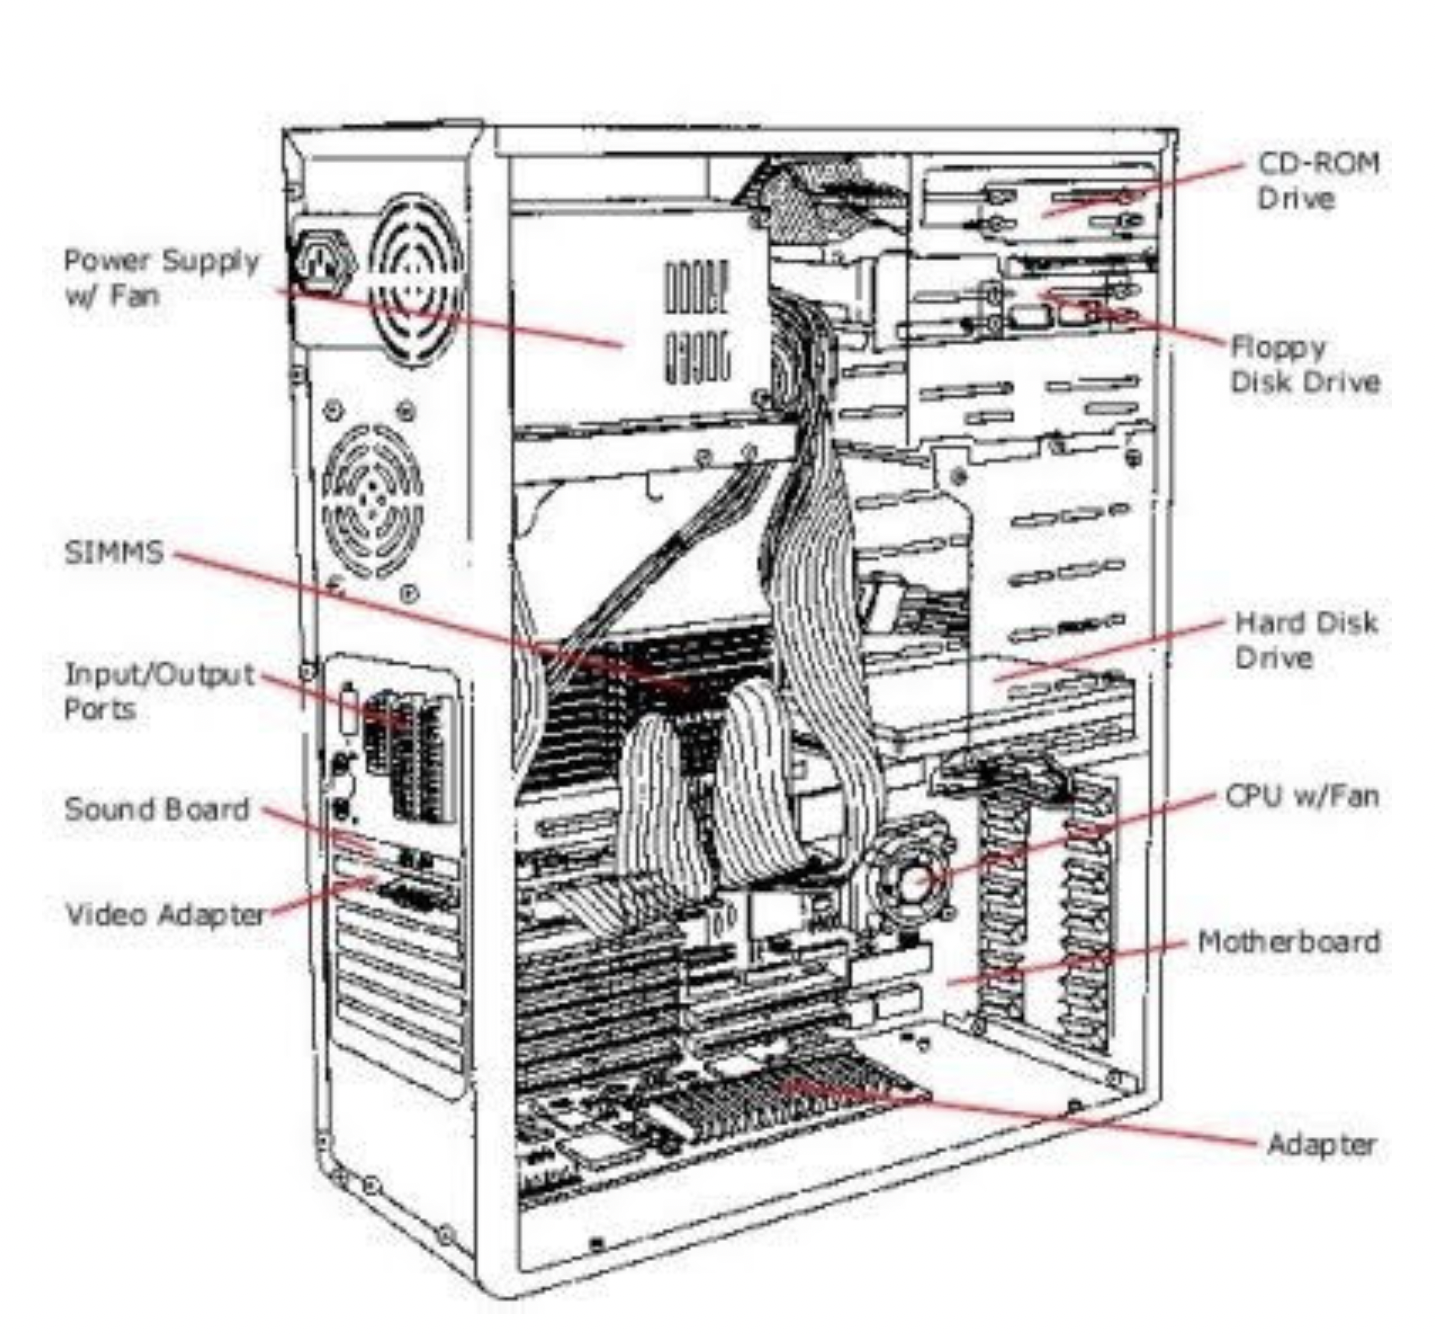 CD-ROM
Drive
Power Supply
w/ Fan
Floppy
Disk Drive
SIMMS
Hard Disk
Drive
Input/Output
Ports
Sound Board
CPU w/Fan
Video Adapter
Motherboard
Adapter